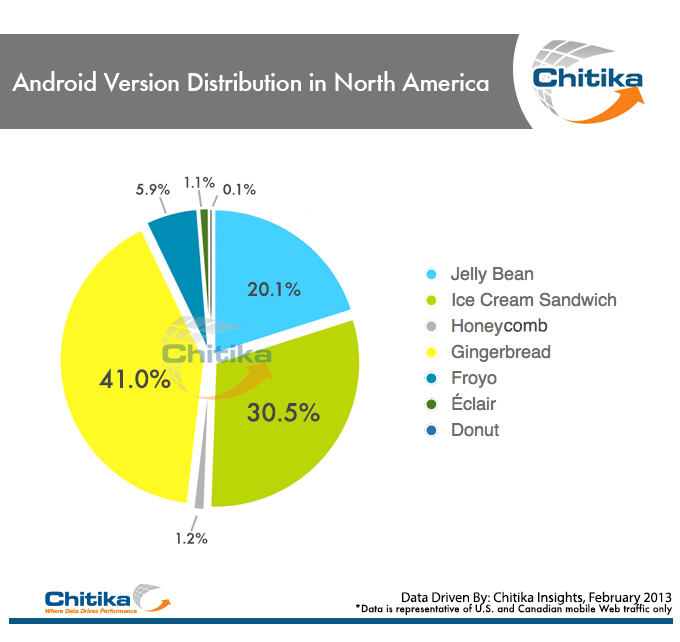 Android Version Distribution in North America
Chitika
5.9%
1.1%
0.1%
20.1%
Chitika
41.0%
30.5%
1.2%
Jelly Bean
Ice Cream Sandwich
Honeycomb
Gingerbread
Froyo
Éclair
Donut
Chitika
Where Data Drives Performance
Data Driven By: Chitika Insights, February 2013
*Data is representative of U.S. and Canadian mobile Web traffic only